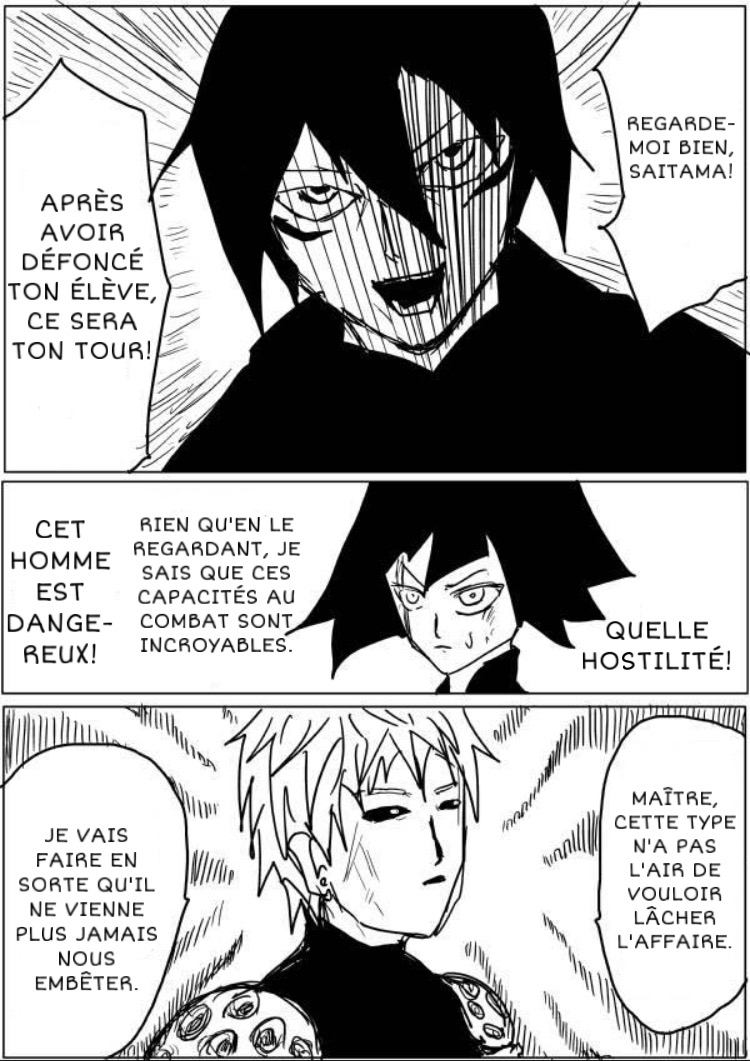 REGARDE-
MOI BIEN,
SAITAMA!
APRÈS
AVOIR
DÉFONCÉ
TON ÉLÈVE,
CE SERA
TON TOUR!
QUELLE
HOSTILITÉ!
RIEN QU'EN LE
REGARDANT, JE
SAIS QUE CES
CAPACITÉS AU
COMBAT SONT
INCROYABLES.
CET
HOMME
EST
DANGE-
REUX!
MAÎTRE,
CETTE TYPE
N'A PAS
L'AIR DE
VOULOIR
LÂCHER
L'AFFAIRE.
JE VAIS
FAIRE EN
SORTE QU'IL
NE VIENNE
PLUS JAMAIS
NOUS
EMBÊTER.